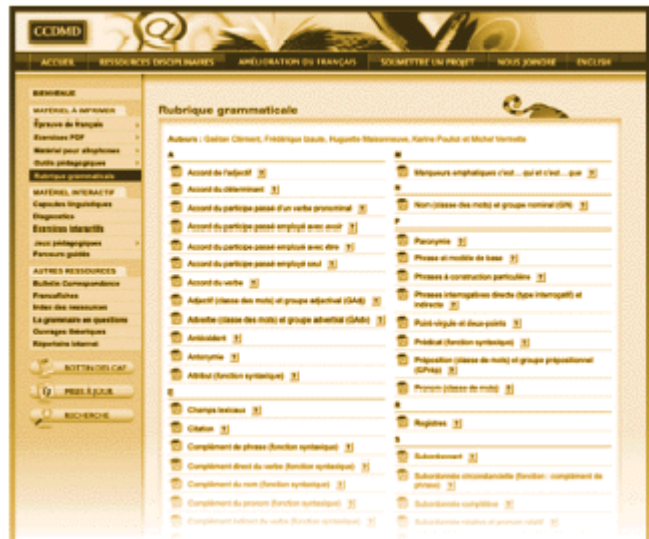 CCDMD
ACCUEIL RESSOURCES DISCIPLINAIRES AMÉLIORATION DU FRANÇAIS SOUMETTRE UN PROJET NOUS JOINDRE ENGLISH
BIENVENUE
MATÉRIEL À IMPRIMER
Épreuve de français
Exercices PDF
Matériel pour allophones
Outils pédagogiques
Rubrique grammaticale
MATÉRIEL INTERACTIF
Capsules linguistiques
Diagnostics
Exercices interactifs
Jeux pédagogiques
Parcours guidés
AUTRES RESSOURCES
Bulletin Correspondance
Francofiches
Index des ressources
La grammaire en questions
Ouvrages théoriques
Répertoire Internet
BOTTIN DES CAF
MISES À JOUR
RECHERCHE
Rubrique grammaticale
Auteurs : Gaétan Clément, Frédérique Izaute, Huguette Maisonneuve, Karine Pouliot et Michel Vermette
A
Accord de l'adjectif ?
Accord du déterminant ?
Accord du participe passé d'un verbe pronominal ?
Accord du participe passé employé avec avoir ?
Accord du participe passé employé avec être ?
Accord du participe passé employé seul ?
Accord du verbe ?
Adjectif (classe des mots) et groupe adjectival (GAdj) ?
Adverbe (classe des mots) et groupe adverbial (GAdv) ?
Antécédent ?
Antonymie ?
Attribut (fonction syntaxique) ?
C
Champs lexicaux ?
Citation ?
Complément de phrase (fonction syntaxique) ?
Complément direct du verbe (fonction syntaxique) ?
Complément du nom (fonction syntaxique) ?
Complément du pronom (fonction syntaxique) ?
Complément indirect du verbe (fonction syntaxique) ?
M
Marqueurs emphatiques c'est... qui et c'est... que ?
N
Nom (classe des mots) et groupe nominal (GN) ?
P
Paronymie ?
Phrase et modèle de base ?
Phrases à construction particulière ?
Phrases interrogatives directe (type interrogatif) et
indirecte ?
Point-virgule et deux-points ?
Prédicat (fonction syntaxique) ?
Préposition (classe de mots) et groupe prépositionnel
(GPrép) ?
Pronom (classe de mots) ?
R
Registres ?
S
Subordonnant ?
Subordonnée circonstancielle (fonction : complément de
phrase) ?
Subordonnée complétive ?
Subordonnée relative et pronom relatif ?